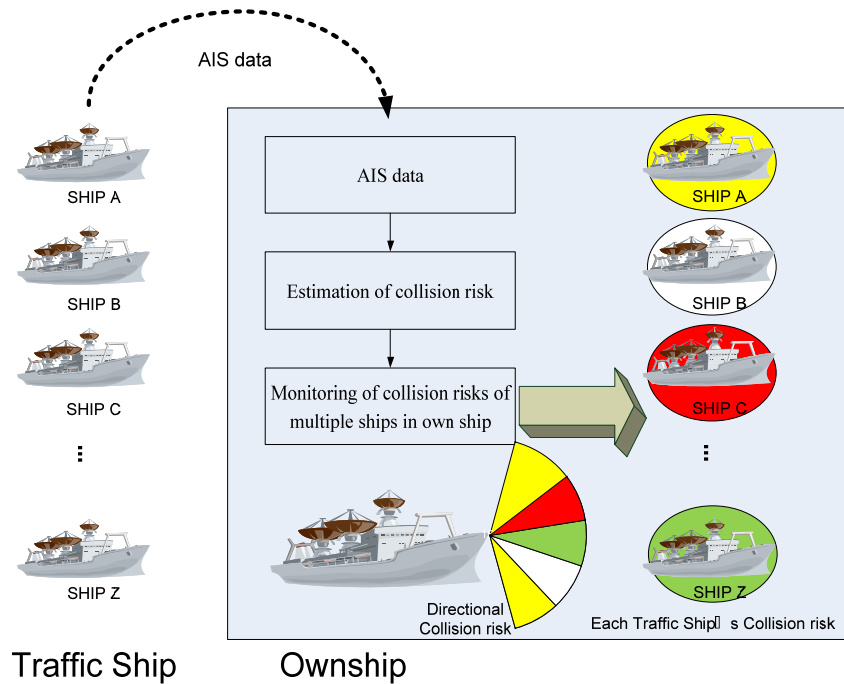 AIS data
SHIP A
SHIP B
SHIP C
...
SHIP Z
Traffic Ship
AIS data
Estimation of collision risk
Monitoring of collision risks of
multiple ships in own ship
Directional
Collision risk
Ownship
SHIP A
SHIP B
SHIP C
...
SHIP Z
Each Traffic Ship▯ s Collision risk